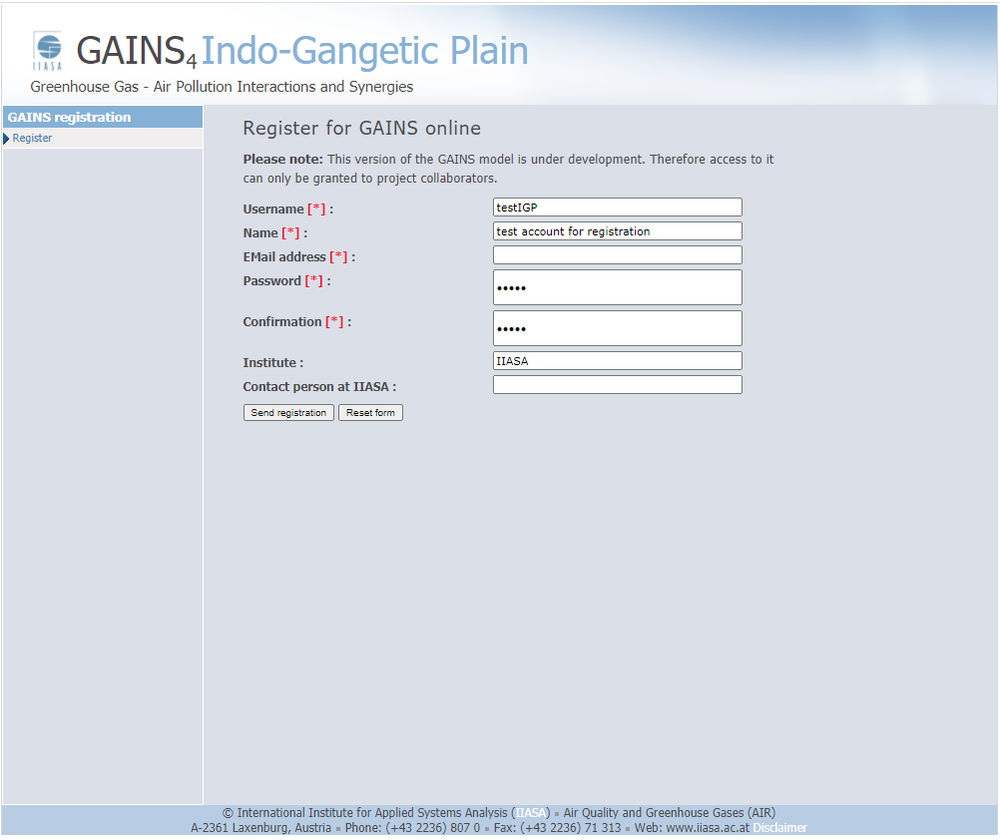 IIASA
GAINS4 Indo-Gangetic Plain
Greenhouse Gas - Air Pollution Interactions and Synergies
GAINS registration
Register
Register for GAINS online
Please note: This version of the GAINS model is under development. Therefore access to it
can only be granted to project collaborators.
Username [*] : testIGP
Name [*] : test account for registration
EMail address [*] :
Password [*] : •••••
Confirmation [*] : •••••
Institute : IIASA
Contact person at IIASA :
Send registration Reset form
© International Institute for Applied Systems Analysis (IIASA) ▪ Air Quality and Greenhouse Gases (AIR)
A-2361 Laxenburg, Austria ▪ Phone: (+43 2236) 807 0 ▪ Fax: (+43 2236) 71 313 ▪ Web: www.iiasa.ac.at Disclaimer